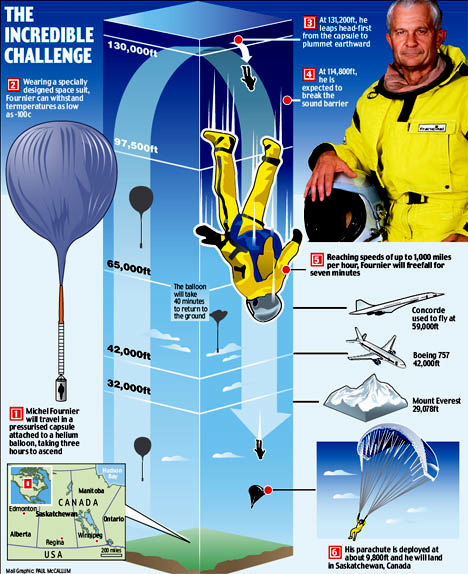 THE
INCREDIBLE
CHALLENGE
2 Wearing a specially
designed space suit,
Fournier can withstand
termperatures as low
as -100c
130,000ft
97,500ft
65,000ft
42,000ft
32,000ft
3 At 131,200ft, he
leaps head-first
from the capsule to
plummet earthward
4 At 114,800ft,
he is
expected to
break the
sound barrier
5 Reaching speeds of up to 1,000 miles
per hour, Fournier will freefall for
seven minutes
The balloon
will take
40 minutes
to return to
the ground
Concorde
used to fly at
59,000ft
Boeing 757
42,000ft
Mount Everest
29,078ft
1 Michel Fournier
will travel in a
pressurised capsule
attached to a helium
balloon, taking three
hours to ascend
Hudson
Bay
Manitoba
CANADA
Edmonton
Saskatchewan
Ontario
Alberta
Regina
Winnipeg
USA
200 miles
6 His parachute is deployed at
about 9,800ft and he will land
in Saskatchewan, Canada
Mail Graphic: PAUL McCALLUM